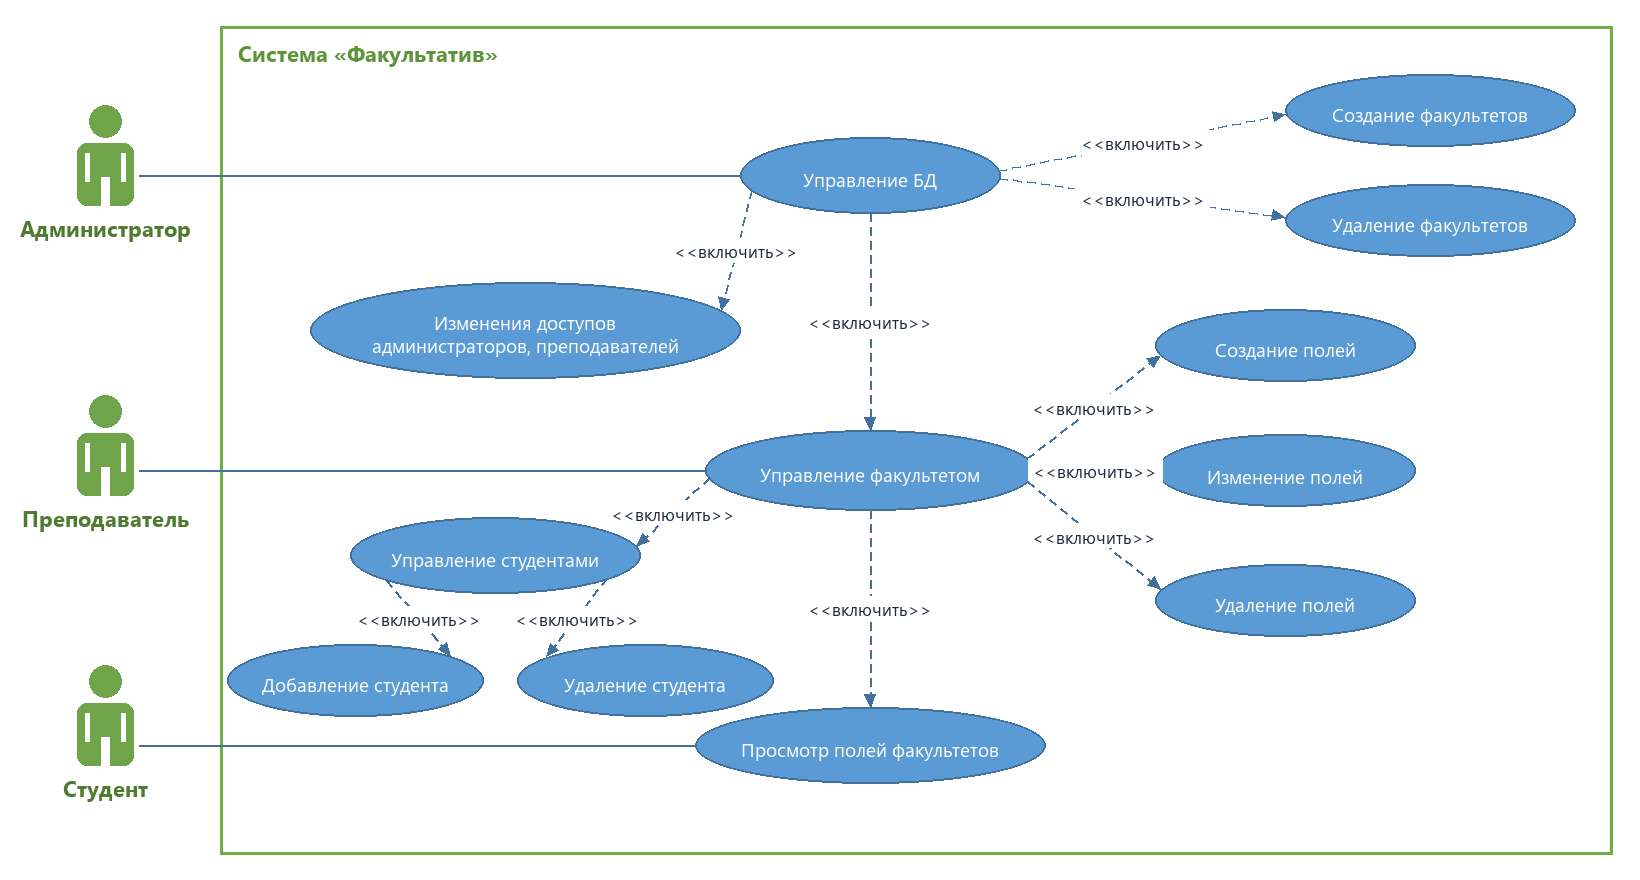 Система «Факультатив»
Создание факультетов
<<включить>>
Управление БД
<<включить>>
Удаление факультетов
Администратор
<<включить>>
Изменения доступов
администраторов, преподавателей
<<включить>>
Создание полей
<<включить>>
Управление факультетом
<<включить>>
Изменение полей
Преподаватель
<<включить>>
<<включить>>
Управление студентами
Удаление полей
<<включить>>
<<включить>>
<<включить>>
Добавление студента
Удаление студента
Просмотр полей факультетов
Студент